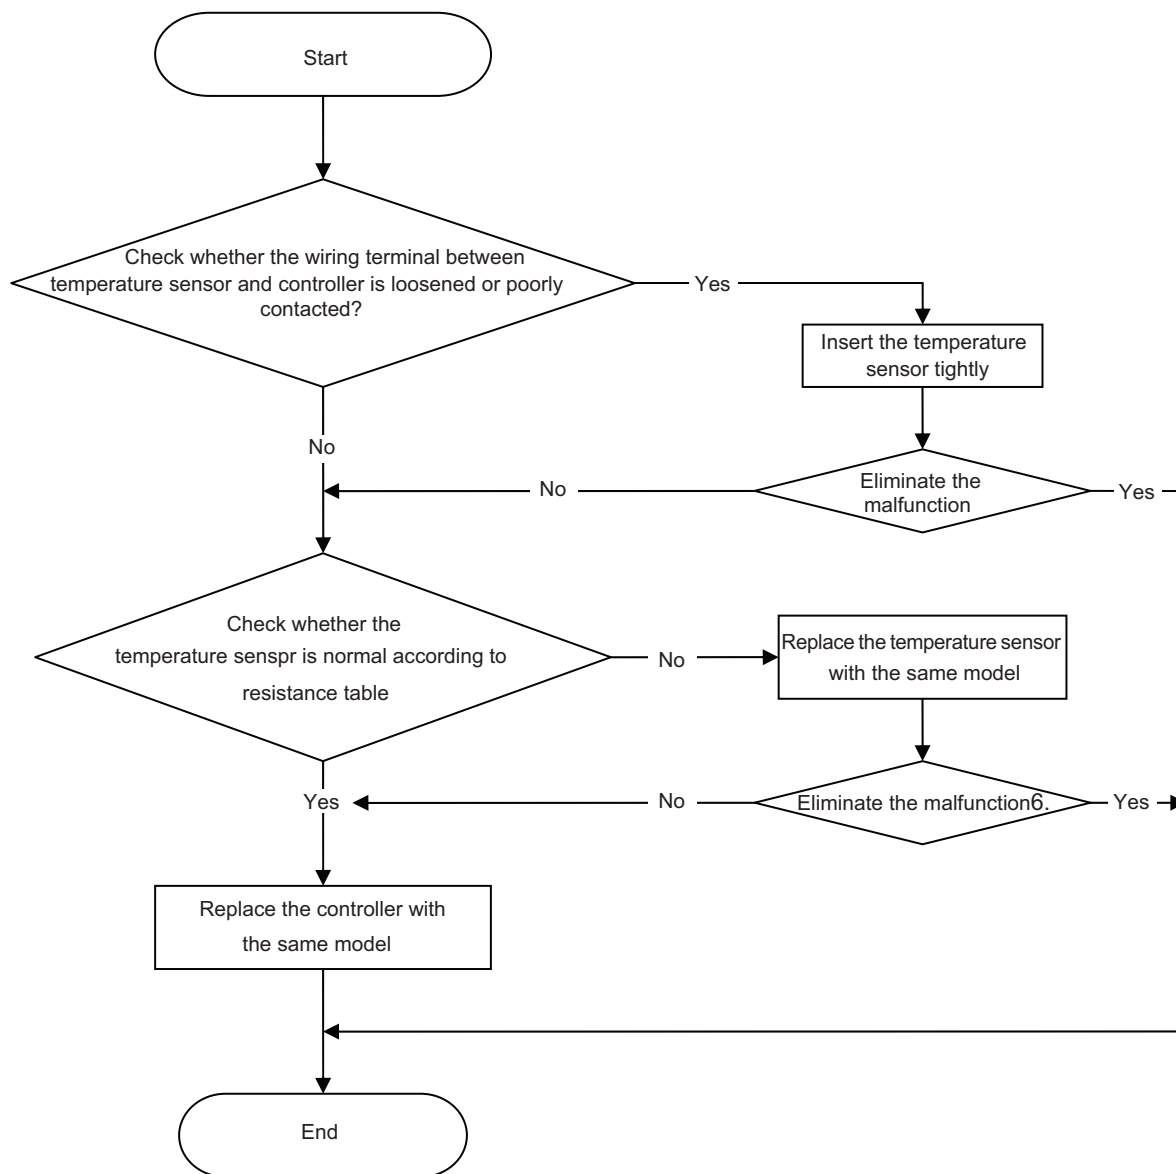 Start
Check whether the wiring terminal between
temperature sensor and controller is loosened or poorly
contacted?
Yes
Insert the temperature
sensor tightly
No
Eliminate the
malfunction
No
Yes
Check whether the
temperature senspr is normal according to
resistance table
No
Replace the temperature sensor
with the same model
Yes
No
Eliminate the malfunction6.
Yes
Replace the controller with
the same model
End